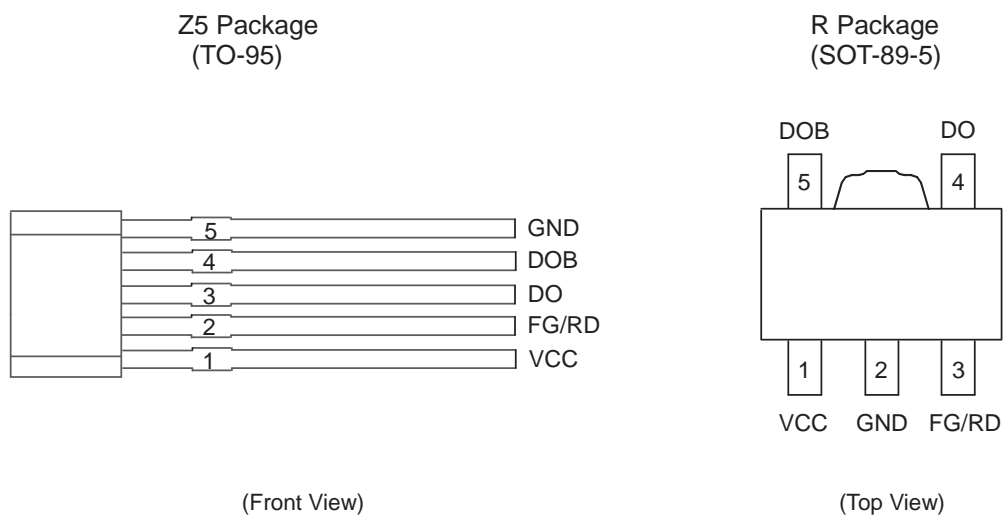 Z5 Package
(TO-95)
5 GND
4 DOB
3 DO
2 FG/RD
1 VCC
(Front View)
R Package
(SOT-89-5)
DOB DO
5 4
1 2 3
VCC GND FG/RD
(Top View)